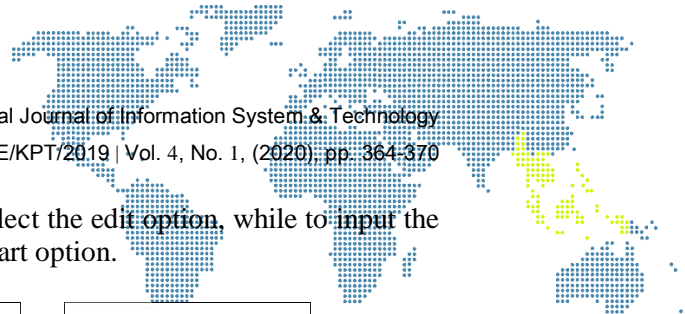 al Journal of Information System & Technology
E/KPT/2019 | Vol. 4, No. 1, (2020), pp. 364-370
lect the edit option, while to input the
art option.